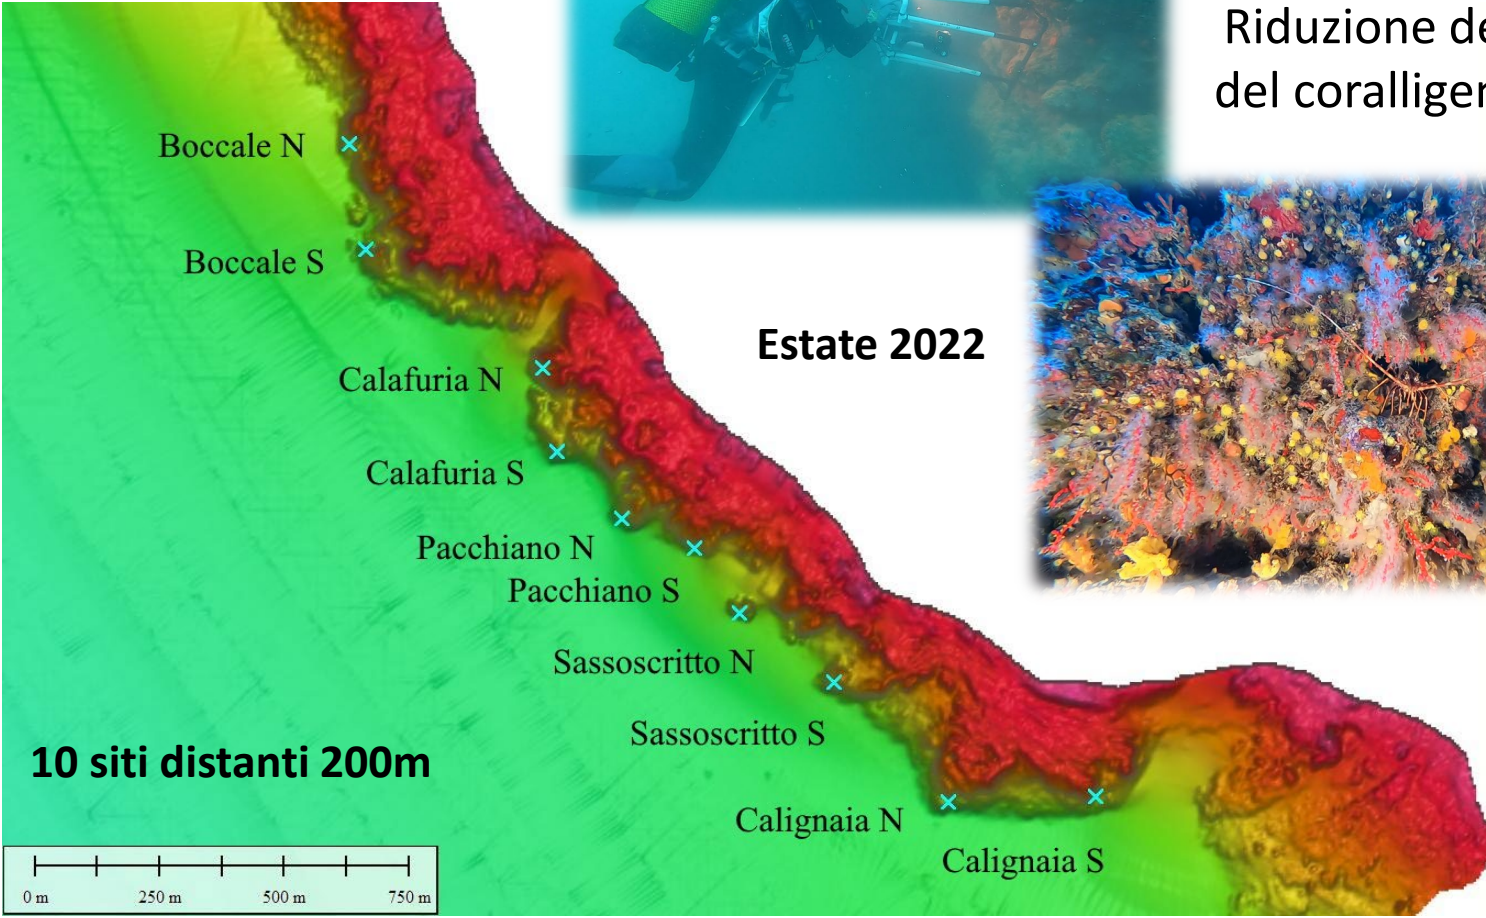 Riduzione de
del coralliger
Boccale N
Boccale S
Estate 2022
Calafuria N
Calafuria S
Pacchiano N
Pacchiano S
Sassoscritto N
Sassoscritto S
10 siti distanti 200m
Calignaia N
Calignaia S
0 m 250 m 500 m 750 m